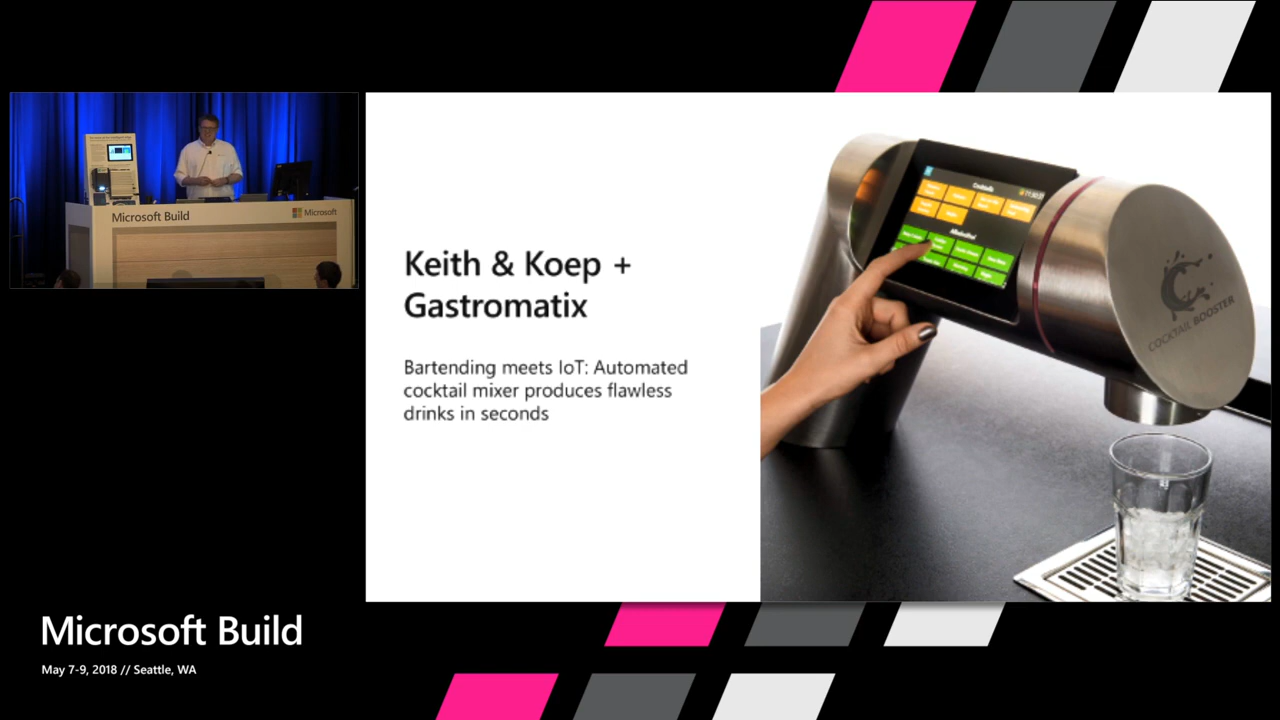 Microsoft Build
Microsoft
Keith & Koep +
Gastromatix
Bartending meets IoT: Automated
cocktail mixer produces flawless
drinks in seconds
Cocktails
COCKTAIL BOOSTER
Microsoft Build
May 7-9, 2018 // Seattle, WA